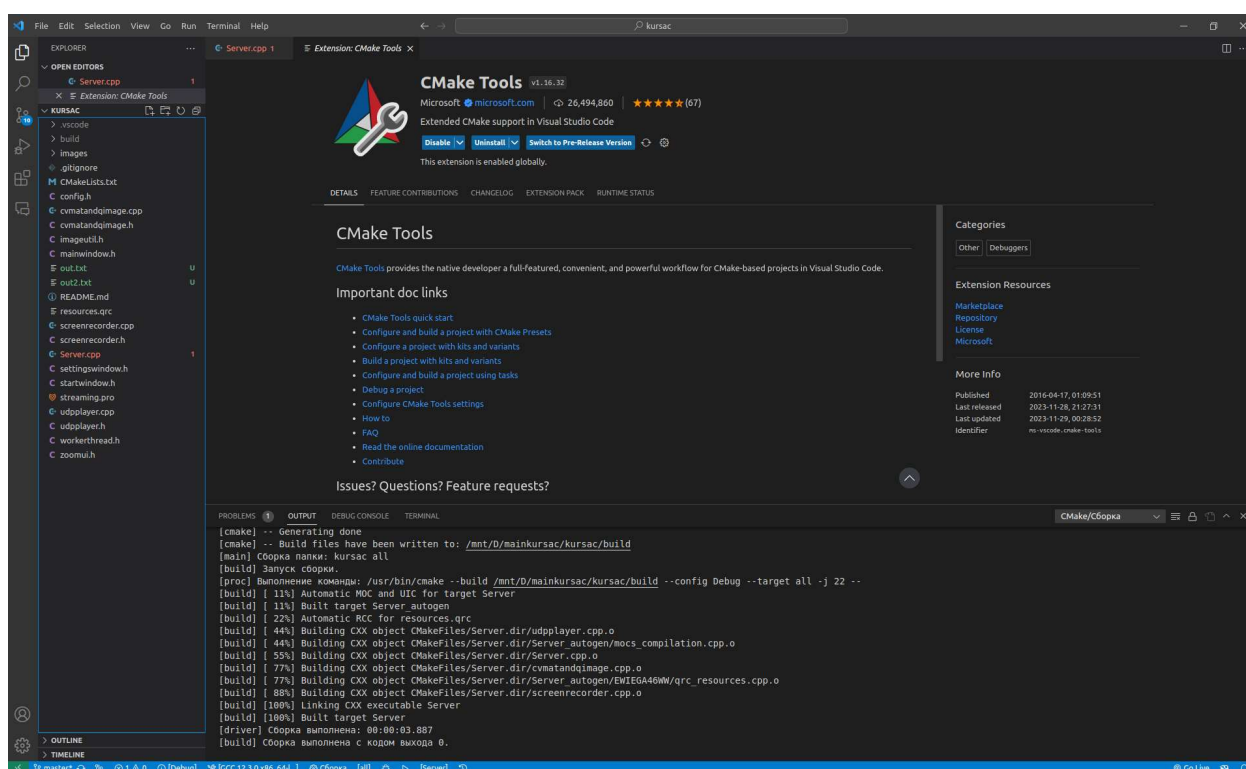 File Edit Selection View Go Run Terminal Help
kursac
EXPLORER
OPEN EDITORS
Server.cpp 1
Extension: CMake Tools
KURSAC
.vscode
build
images
.gitignore
CMakeLists.txt
config.h
cvmatandqimage.cpp
cvmatandqimage.h
imageutil.h
mainwindow.h
out.txt U
out2.txt U
README.md
resources.qrc
screenrecorder.cpp
screenrecorder.h
Server.cpp 1
settingswindow.h
startwindow.h
streaming.pro
udpplayer.cpp
udpplayer.h
workerthread.h
zoomui.h
OUTLINE
TIMELINE
Server.cpp 1 Extension: CMake Tools
CMake Tools v1.16.32
Microsoft microsoft.com 26,494,860 (67)
Extended CMake support in Visual Studio Code
Disable Uninstall Switch to Pre-Release Version
This extension is enabled globally.
DETAILS FEATURE CONTRIBUTIONS CHANGELOG EXTENSION PACK RUNTIME STATUS
CMake Tools
CMake Tools provides the native developer a full-featured, convenient, and powerful workflow for CMake-based projects in Visual Studio Code.
Important doc links
• CMake Tools quick start
• Configure and build a project with CMake Presets
• Configure a project with kits and variants
• Build a project with kits and variants
• Configure and build a project using tasks
• Debug a project
• Configure CMake Tools settings
• How to
• FAQ
• Read the online documentation
• Contribute
Issues? Questions? Feature requests?
Categories
Other Debuggers
Extension Resources
Marketplace
Repository
License
Microsoft
More Info
Published 2016-04-17, 01:09:51
Last released 2023-11-28, 21:27:31
Last updated 2023-11-29, 00:28:52
Identifier ms-vscode.cmake-tools
PROBLEMS 1 OUTPUT DEBUG CONSOLE TERMINAL
CMake/Сборка
[cmake] -- Generating done
[cmake] -- Build files have been written to: /mnt/D/mainkursac/kursac/build
[main] Сборка папки: kursac all
[build] Запуск сборки.
[proc] Выполнение команды: /usr/bin/cmake --build /mnt/D/mainkursac/kursac/build --config Debug --target all -j 22 --
[build] [ 11%] Automatic MOC and UIC for target Server
[build] [ 11%] Built target Server_autogen
[build] [ 22%] Automatic RCC for resources.qrc
[build] [ 44%] Building CXX object CMakeFiles/Server.dir/udpplayer.cpp.o
[build] [ 44%] Building CXX object CMakeFiles/Server.dir/Server_autogen/mocs_compilation.cpp.o
[build] [ 55%] Building CXX object CMakeFiles/Server.dir/Server.cpp.o
[build] [ 77%] Building CXX object CMakeFiles/Server.dir/cvmatandqimage.cpp.o
[build] [ 77%] Building CXX object CMakeFiles/Server.dir/Server_autogen/EWIEGA46WW/qrc_resources.cpp.o
[build] [ 88%] Building CXX object CMakeFiles/Server.dir/screenrecorder.cpp.o
[build] [100%] Linking CXX executable Server
[build] [100%] Built target Server
[driver] Сборка выполнена: 00:00:03.887
[build] Сборка выполнена с кодом выхода 0.
master* 1 0 [Debug] Сборка [all] [Server] Go Live